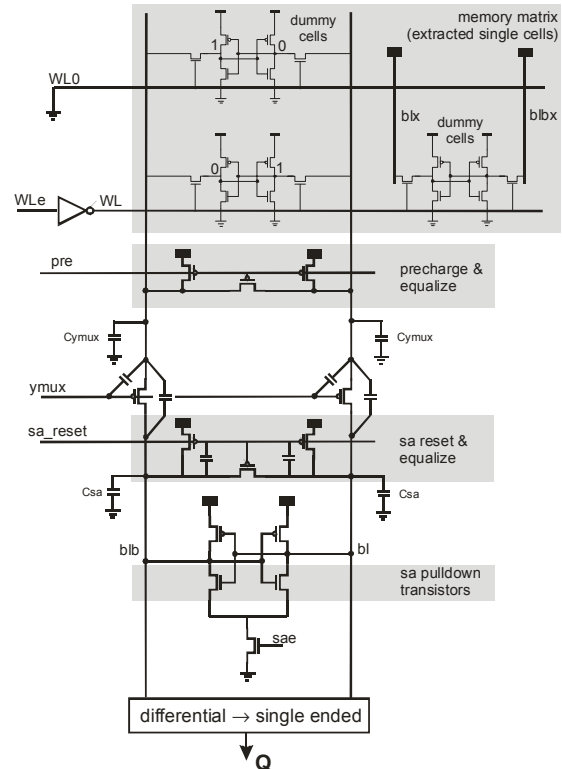 dummy cells
memory matrix
(extracted single cells)
1
0
WL0
blx
blbx
dummy cells
0
1
WLe
WL
pre
precharge &
equalize
Cymux
Cymux
ymux
sa_reset
sa reset &
equalize
Csa
Csa
blb
bl
sa pulldown
transistors
sae
differential → single ended
Q